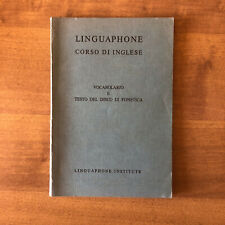 LINGUAPHONE
CORSO DI INGLESE
VOCABOLARIO
E
TESTO DEL DISCO DI FONETICA
LINGUAPHONE INSTITUTE